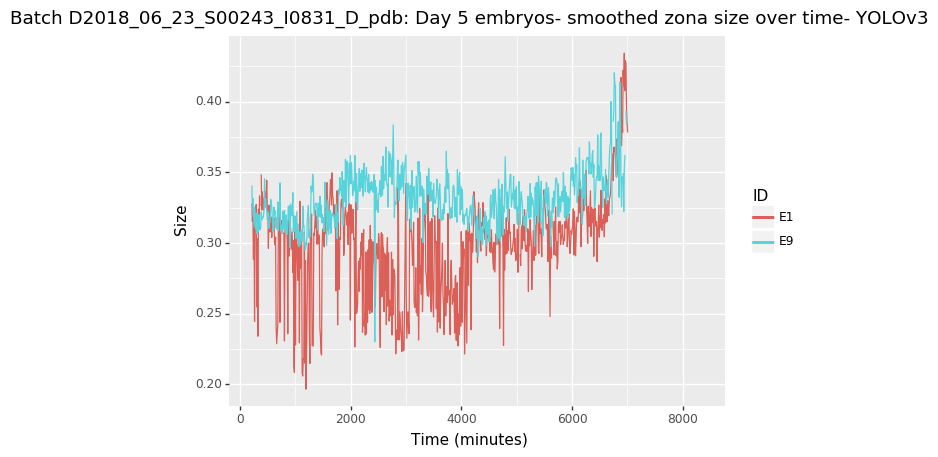 Batch D2018_06_23_S00243_I0831_D_pdb: Day 5 embryos- smoothed zona size over time- YOLOv3
0.40
0.35
0.30
0.25
0.20
Size
0
2000
4000
6000
8000
Time (minutes)
ID
E1
E9